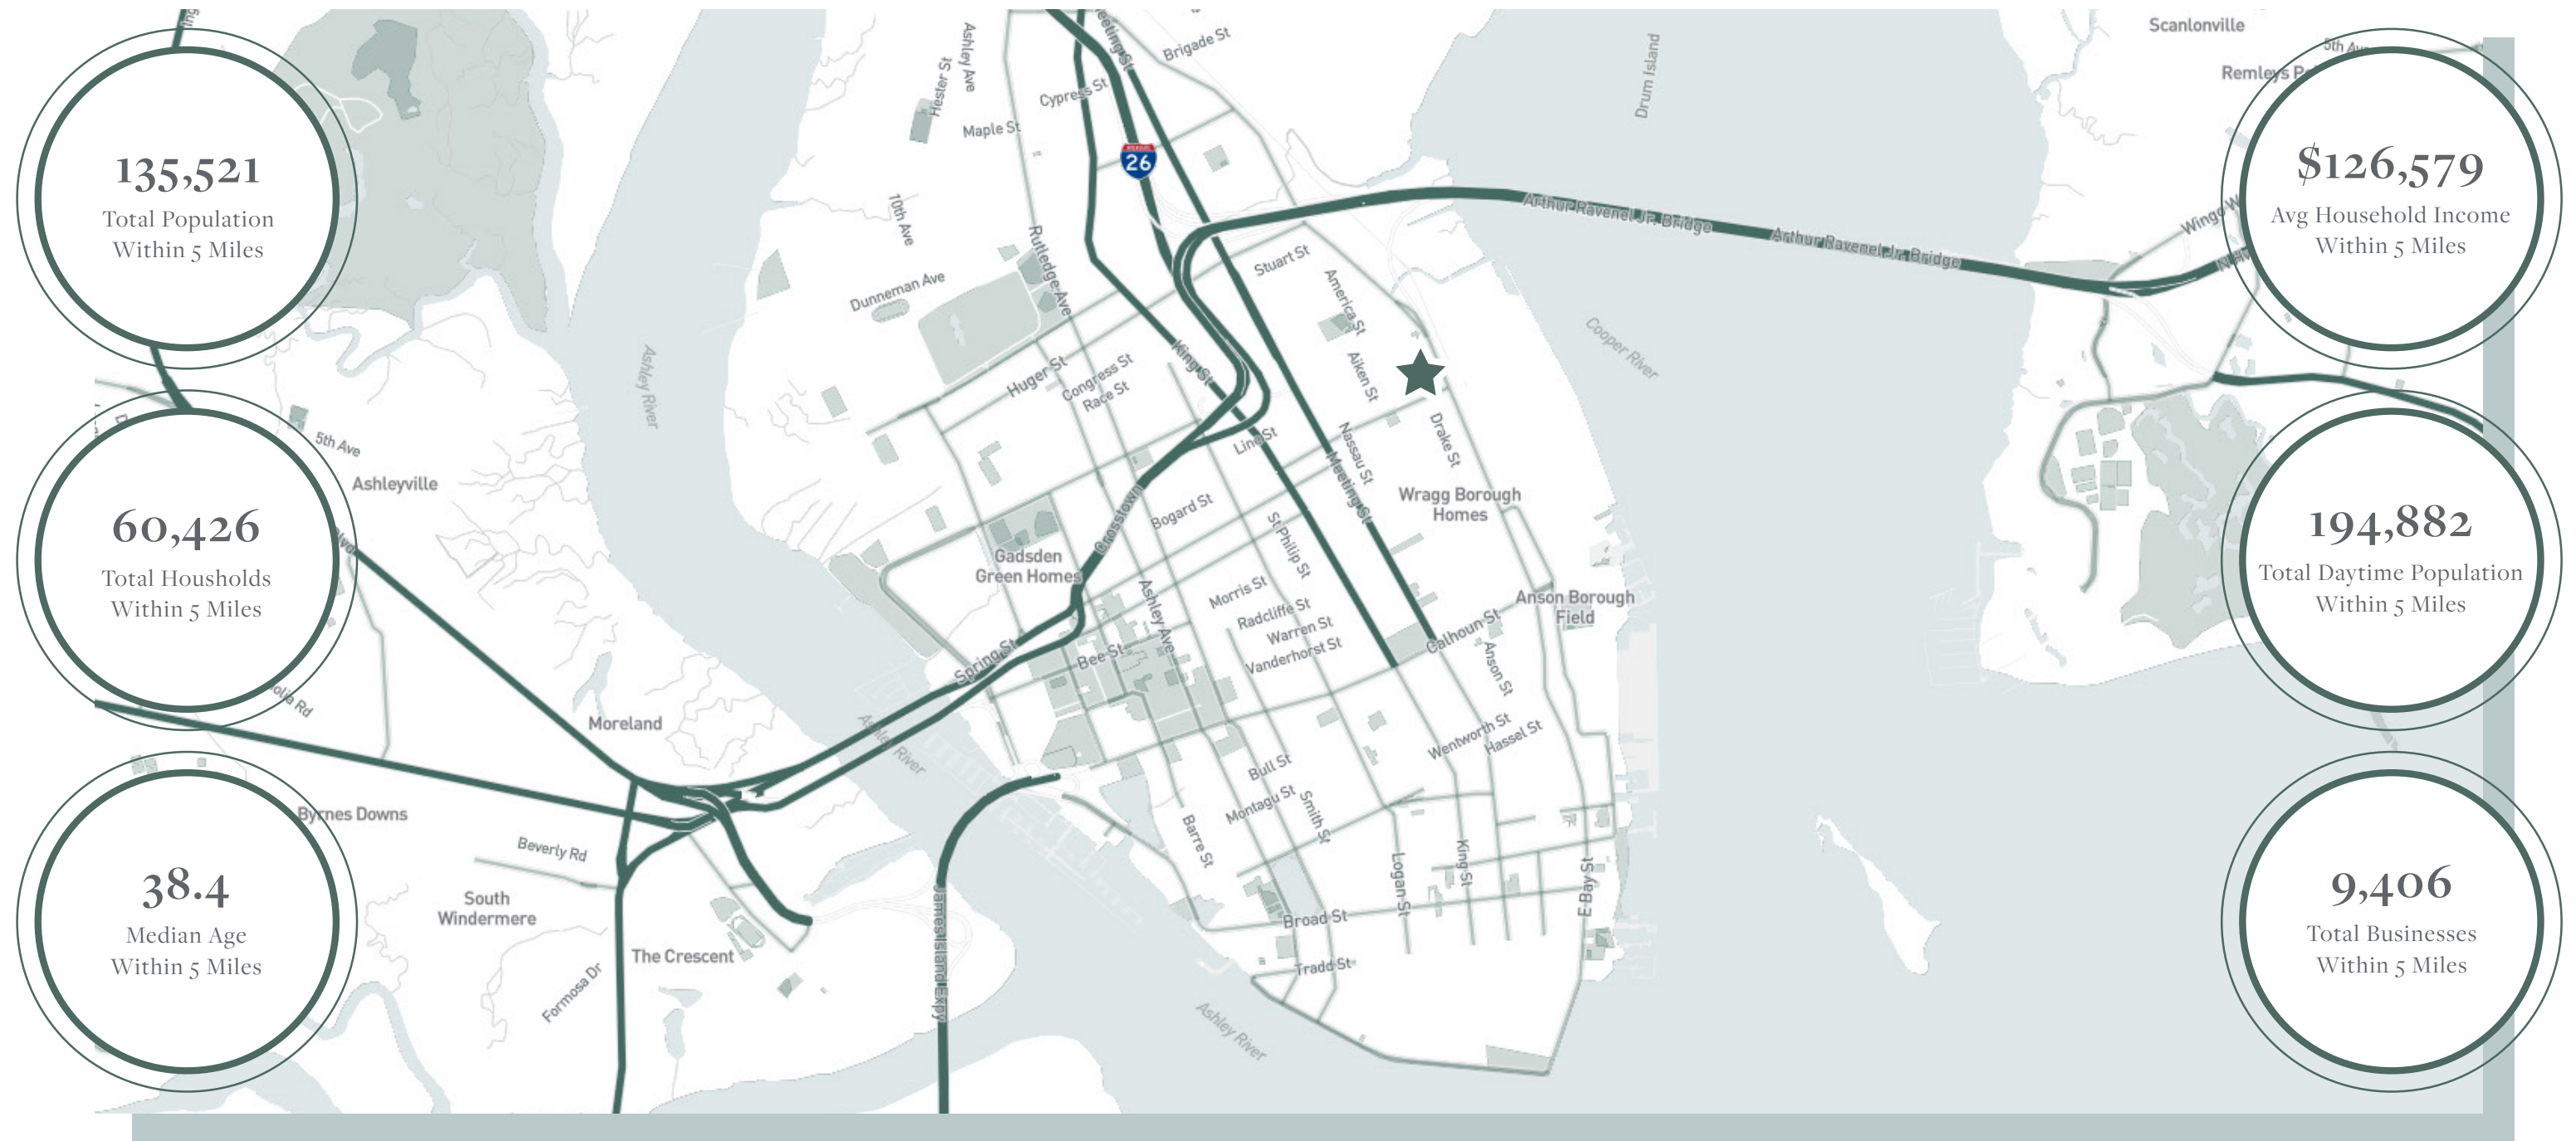 135,521
Total Population
Within 5 Miles
60,426
Total Housholds
Within 5 Miles
38.4
Median Age
Within 5 Miles
$126,579
Avg Household Income
Within 5 Miles
194,882
Total Daytime Population
Within 5 Miles
9,406
Total Businesses
Within 5 Miles
Scanlonville
5th Av
Remleys P
Wingo W
Brigade St
Ashley Ave
Hester St
Cypress St
Maple St
26
Drum Island
10th Ave
Rutledge Ave
Arthur Ravenel Jr. Bridge
Arthur Ravenel Jr. Bridge
Stuart St
America St
Dunneman Ave
Cooper River
Ashley River
King St
Huger St
Congress St
Race St
Aiken St
Drake St
Line St
Nassau St
Meeting St
5th Ave
Ashleyville
Wragg Borough
Homes
Bogard St
Crosstown
St Philip St
Gadsden
Green Homes
Morris St
Radcliffe St
Warren St
Vanderhorst St
Ashley Ave
Anson Borough
Field
Calhoun St
Anson St
Spring St
Bee St
olia Rd
Moreland
Ashley River
Wentworth St
Hassel St
Bull St
Montagu St
Smith St
Barre St
Byrnes Downs
Beverly Rd
South
Windermere
The Crescent
Formosa Dr
James Island Expy
Logan St
King St
E Bay St
Broad St
Tradd St
Ashley River